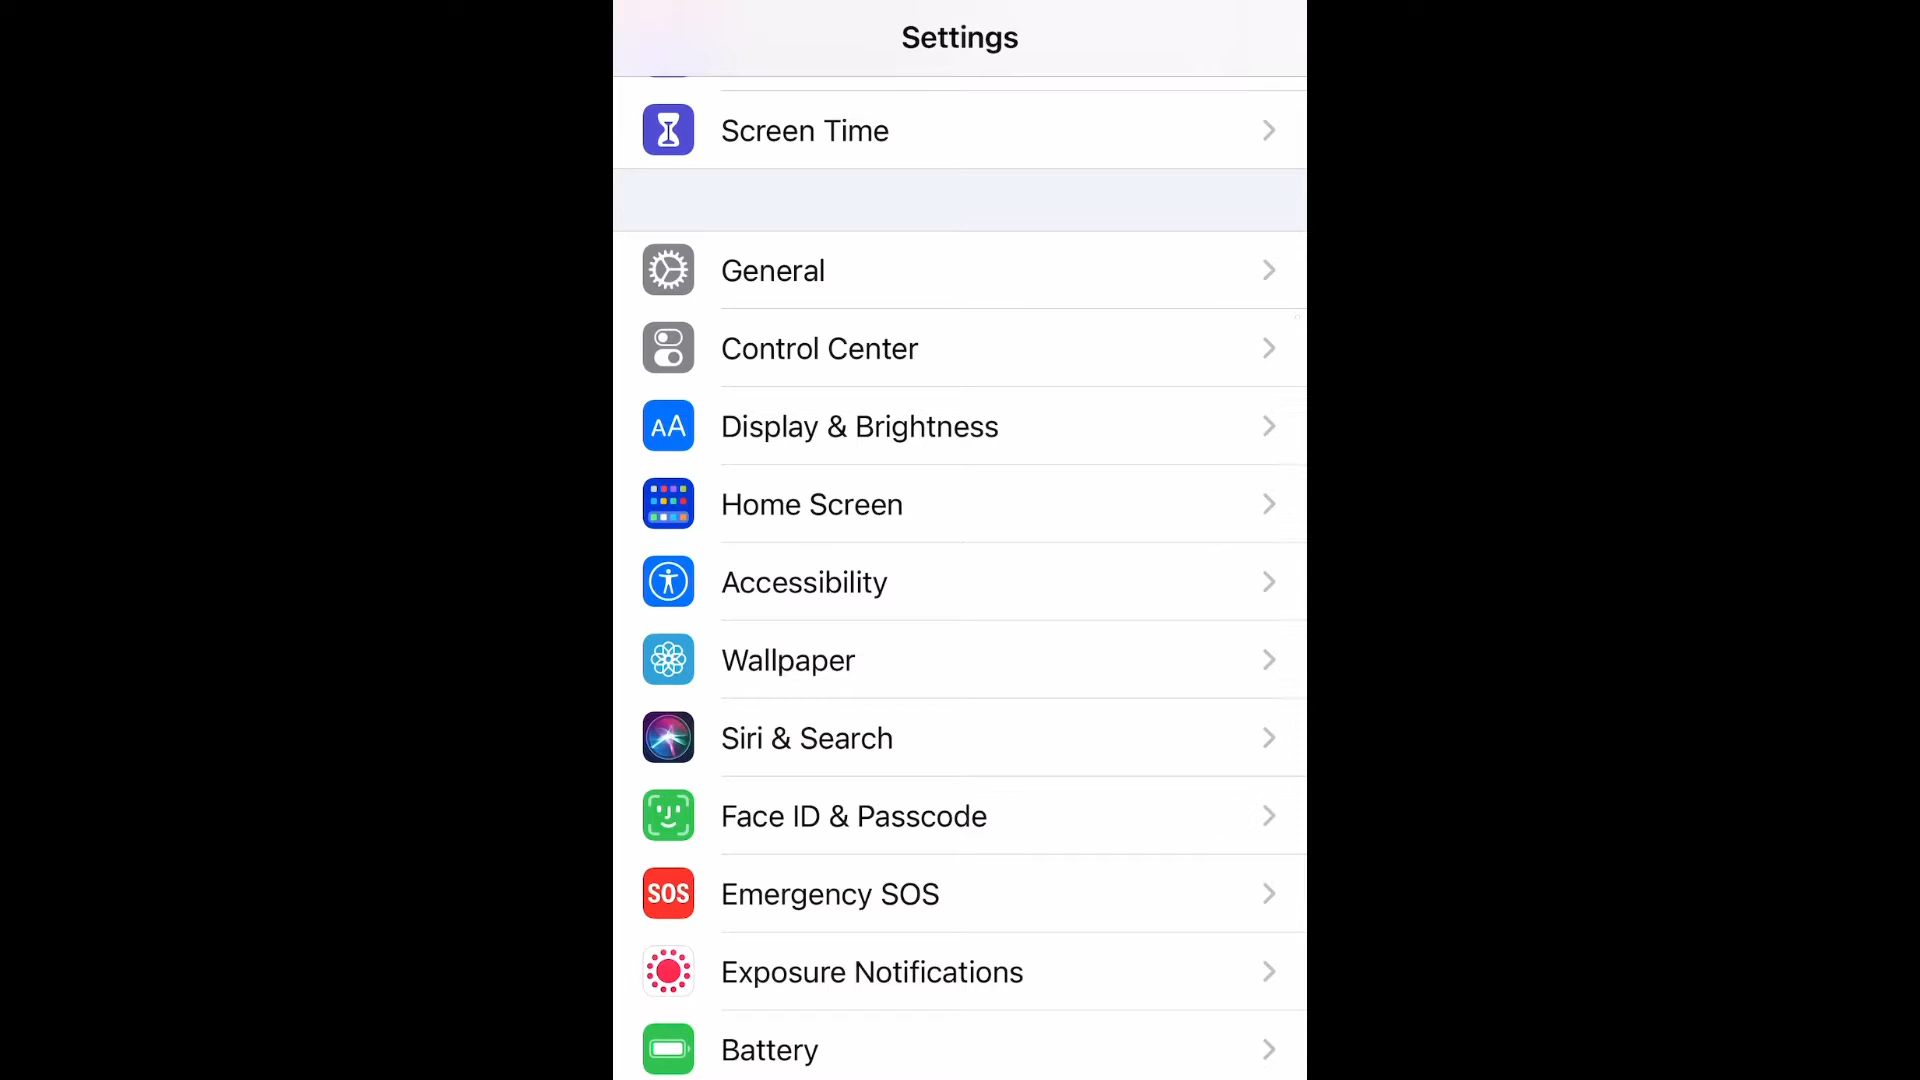 Settings
Screen Time
General
Control Center
AA Display & Brightness
Home Screen
Accessibility
Wallpaper
Siri & Search
Face ID & Passcode
SOS Emergency SOS
Exposure Notifications
Battery